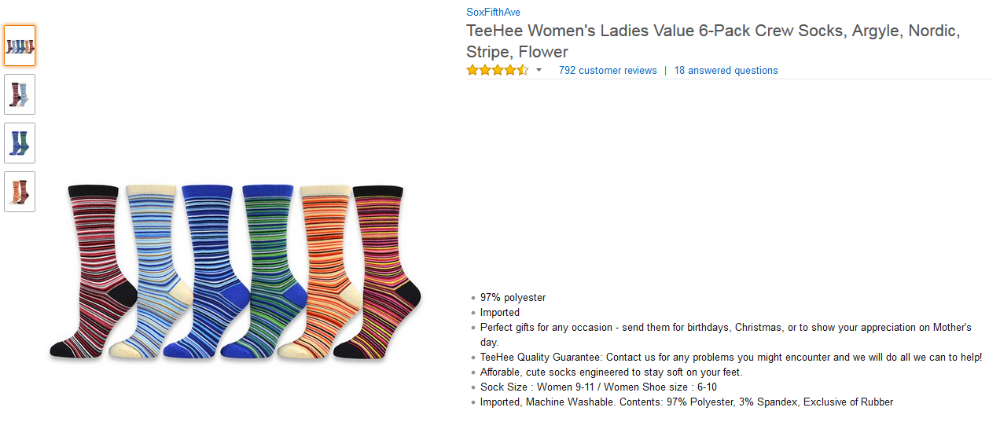 SoxFifthAve
TeeHee Women's Ladies Value 6-Pack Crew Socks, Argyle, Nordic,
Stripe, Flower
792 customer reviews | 18 answered questions
97% polyester
Imported
Perfect gifts for any occasion - send them for birthdays, Christmas, or to show your appreciation on Mother's
day.
TeeHee Quality Guarantee: Contact us for any problems you might encounter and we will do all we can to help!
Afforable, cute socks engineered to stay soft on your feet.
Sock Size : Women 9-11 / Women Shoe size : 6-10
Imported, Machine Washable. Contents: 97% Polyester, 3% Spandex, Exclusive of Rubber